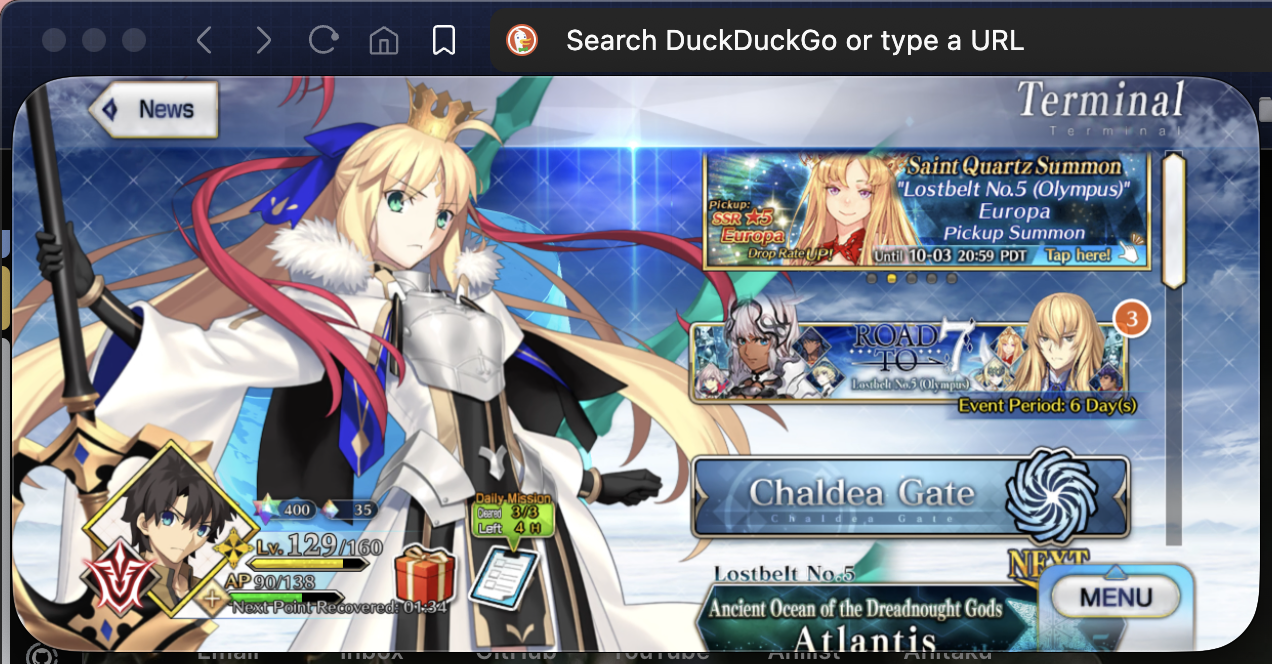 Search DuckDuckGo or type a URL
News
Terminal
Terminal
Saint Quartz Summon
"Lostbelt No.5 (Olympus)"
Europa
Pickup Summon
Pickup:
SSR ★5
Europa
Drop Rate UP!
Until 10-03 20:59 PDT
Tap here!
3
ROAD
TO
7
Lostbelt No.5 (Olympus)
Event Period: 6 Day(s)
Chaldea Gate
Chaldea Gate
NEXT
Lostbelt No.5
Ancient Ocean of the Dreadnought Gods
Atlantis
MENU
400
35
Daily Mission
Cleared 3/3
Left 4 H
Lv. 129/160
AP 90/138
Next Point Recovered: 01:34
Email
Inbox
GitHub
YouTube
Anilist
Anitaku